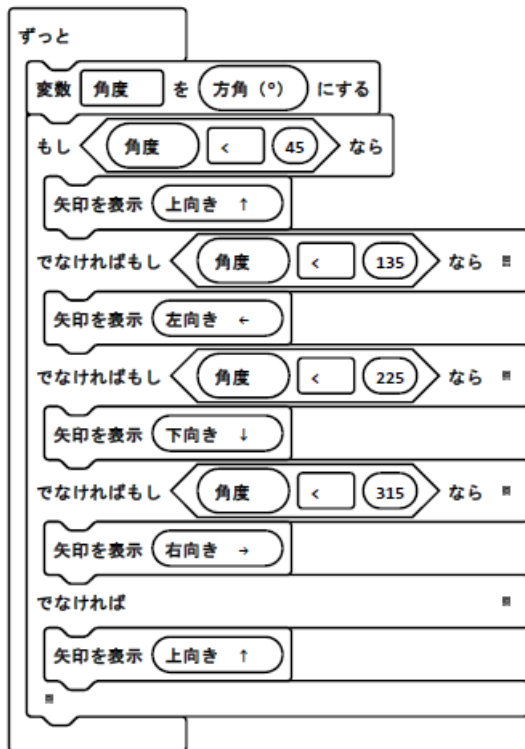 ずっと
変数 角度 を 方角 (°) にする
もし 角度 < 45 なら
矢印を表示 上向き ↑
でなければもし 角度 < 135 なら
矢印を表示 左向き ←
でなければもし 角度 < 225 なら
矢印を表示 下向き ↓
でなければもし 角度 < 315 なら
矢印を表示 右向き →
でなければ
矢印を表示 上向き ↑